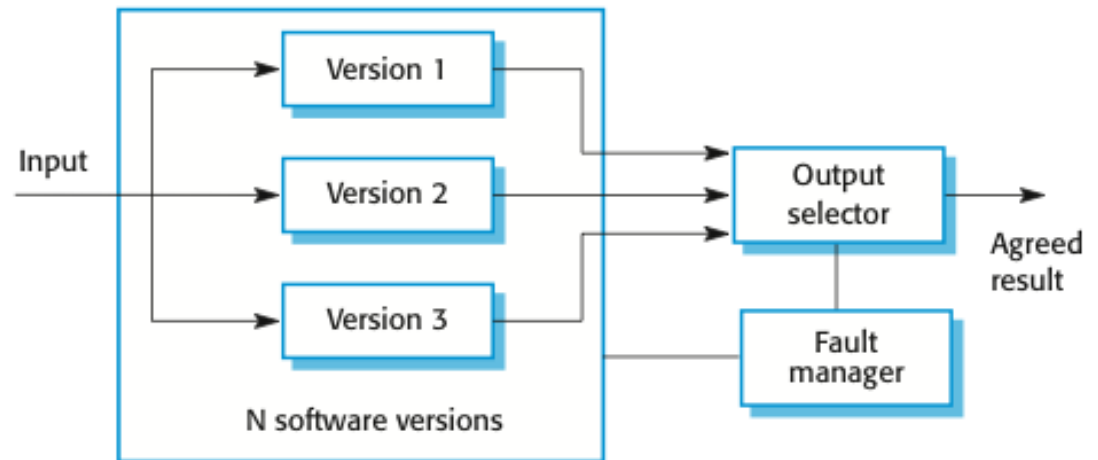 Input
Version 1
Version 2
Version 3
N software versions
Output
selector
Agreed
result
Fault
manager